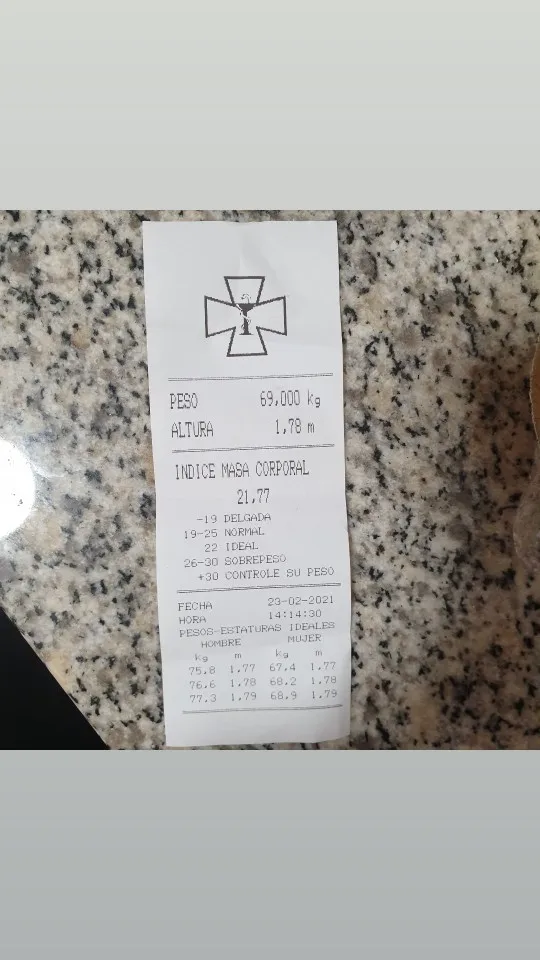 PESO 69,000 kg
ALTURA 1,78 m
INDICE MASA CORPORAL
21,77
-19 DELGADA
19-25 NORMAL
22 IDEAL
26-30 SOBREPESO
+30 CONTROLE SU PESO
FECHA 23-02-2021
HORA 14:14:30
PESOS-ESTATURAS IDEALES
HOMBRE MUJER
kg m kg m
75,8 1,77 67,4 1,77
76,6 1,78 68,2 1,78
77,3 1,79 68,9 1,79